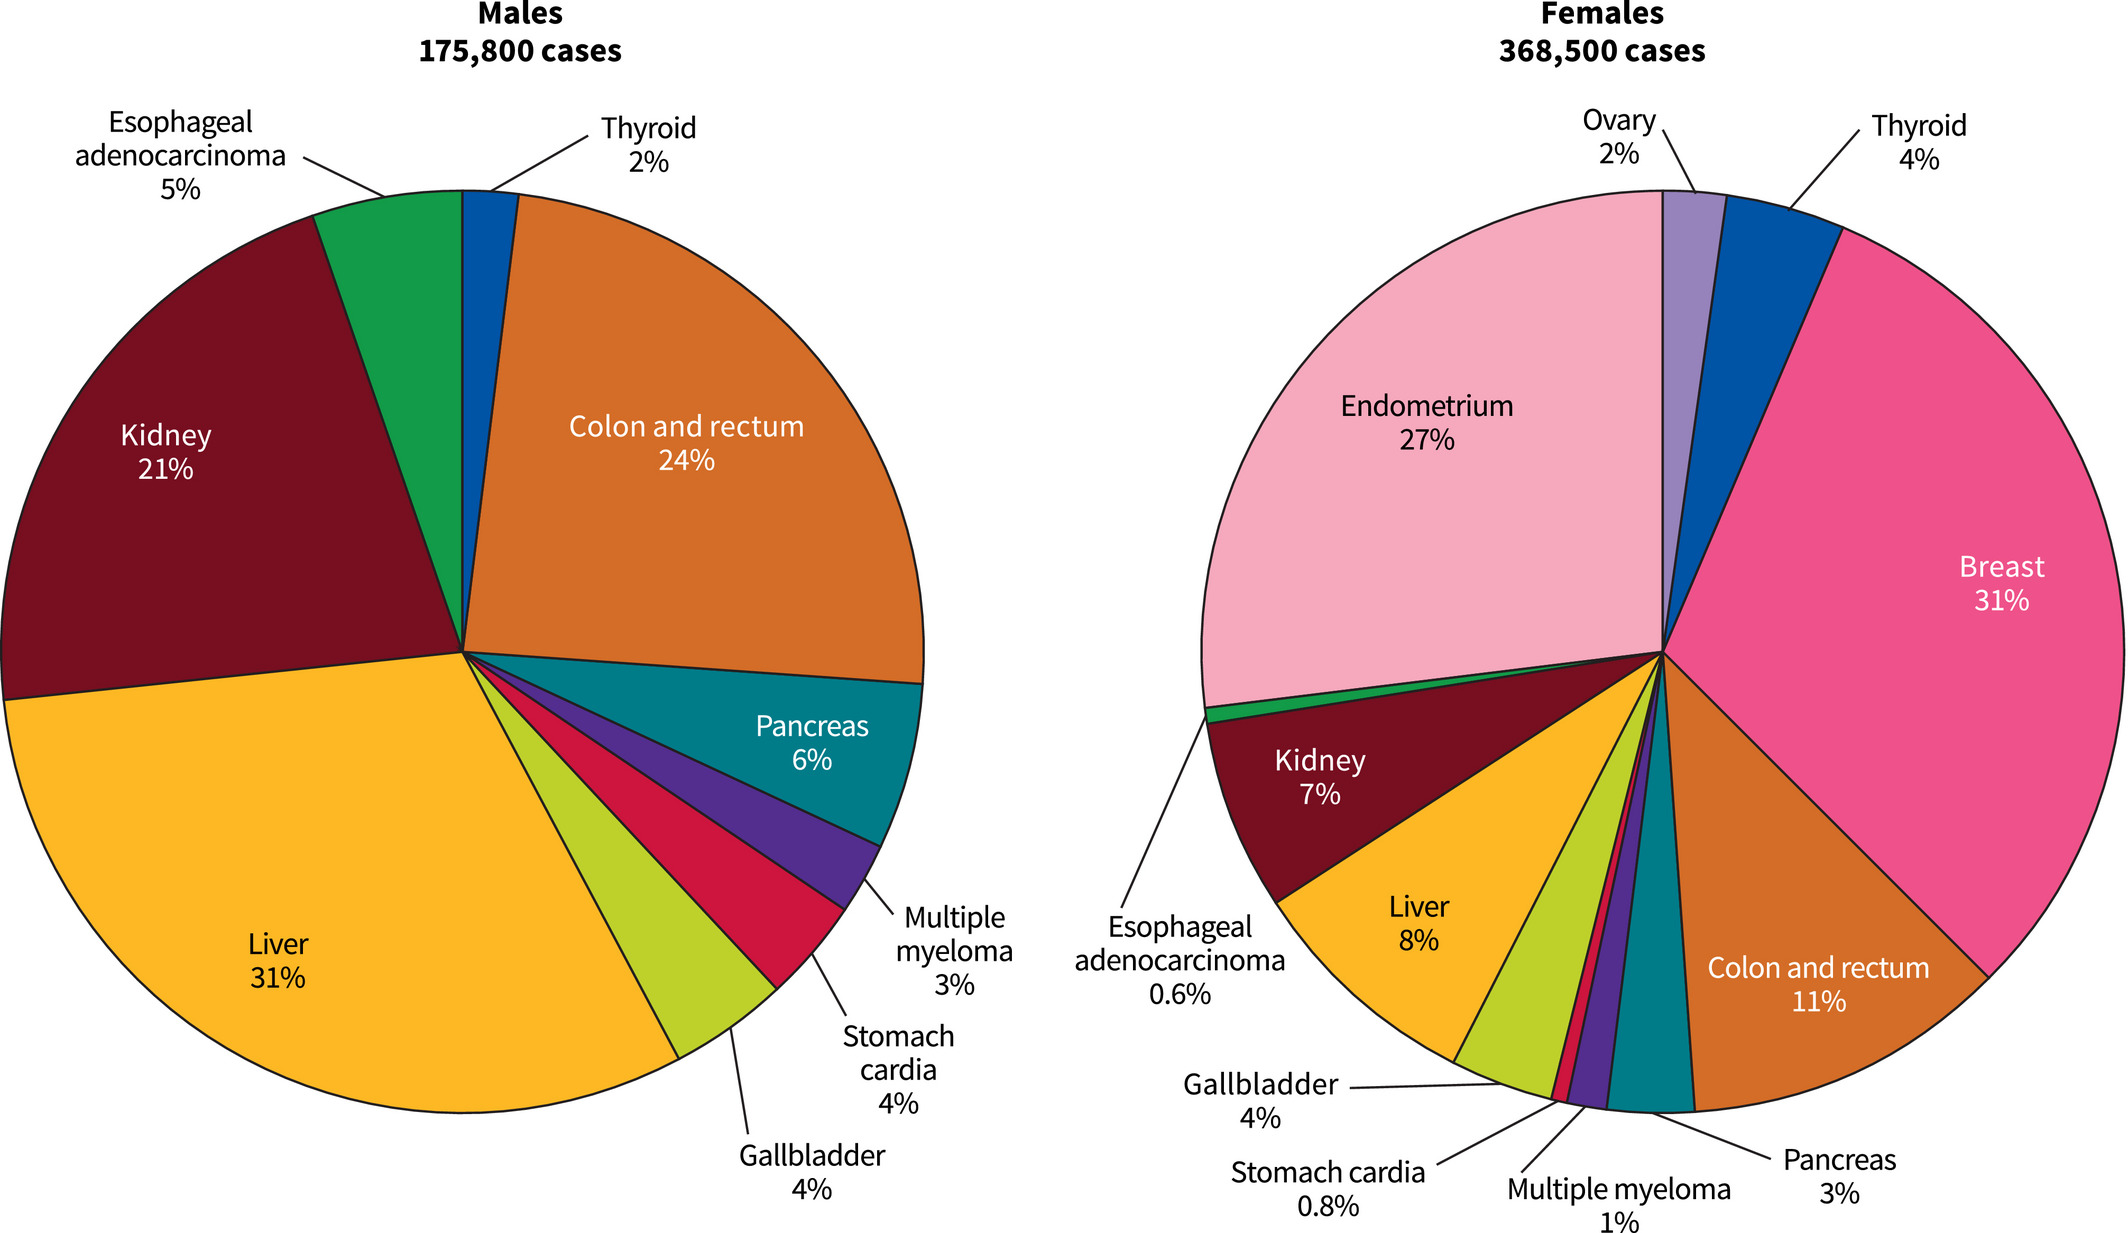 Males
175,800 cases
Esophageal
adenocarcinoma
5%
Thyroid
2%
Kidney
21%
Colon and rectum
24%
Pancreas
6%
Liver
31%
Multiple
myeloma
3%
Stomach
cardia
4%
Gallbladder
4%
Females
368,500 cases
Ovary
2%
Thyroid
4%
Endometrium
27%
Breast
31%
Kidney
7%
Liver
8%
Esophageal
adenocarcinoma
0.6%
Colon and rectum
11%
Gallbladder
4%
Stomach cardia
0.8%
Multiple myeloma
1%
Pancreas
3%